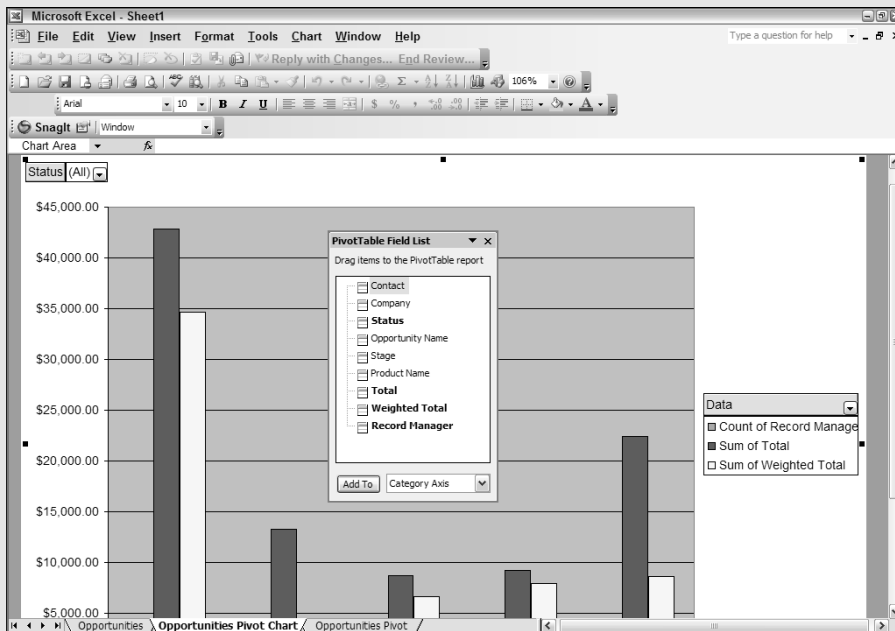 Microsoft Excel - Sheet1
File Edit View Insert Format Tools Chart Window Help Type a question for help
Reply with Changes... End Review...
106%
Arial 10 B I U $ % , A
SnagIt Window
Chart Area fx
Status (All)
$45,000.00
$40,000.00
$35,000.00
$30,000.00
$25,000.00
$20,000.00
$15,000.00
$10,000.00
$5,000.00
PivotTable Field List
Drag items to the PivotTable report
Contact
Company
Status
Opportunity Name
Stage
Product Name
Total
Weighted Total
Record Manager
Add To Category Axis
Data
Count of Record Manage
Sum of Total
Sum of Weighted Total
Opportunities Opportunities Pivot Chart Opportunities Pivot